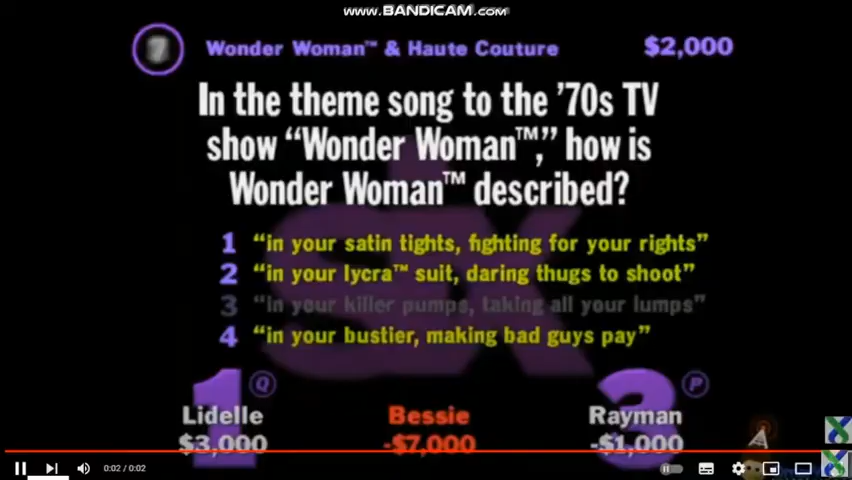 www.BANDICAM.com
7 Wonder Woman™ & Haute Couture $2,000
In the theme song to the '70s TV
show “Wonder Woman™,” how is
Wonder Woman™ described?
1 “in your satin tights, fighting for your rights”
2 “in your lycra™ suit, daring thugs to shoot”
3 “in your killer pumps, taking all your lumps”
4 “in your bustier, making bad guys pay”
1 Q 3 P
Lidelle Bessie Rayman
$3,000 -$7,000 -$1,000
0:02 / 0:02